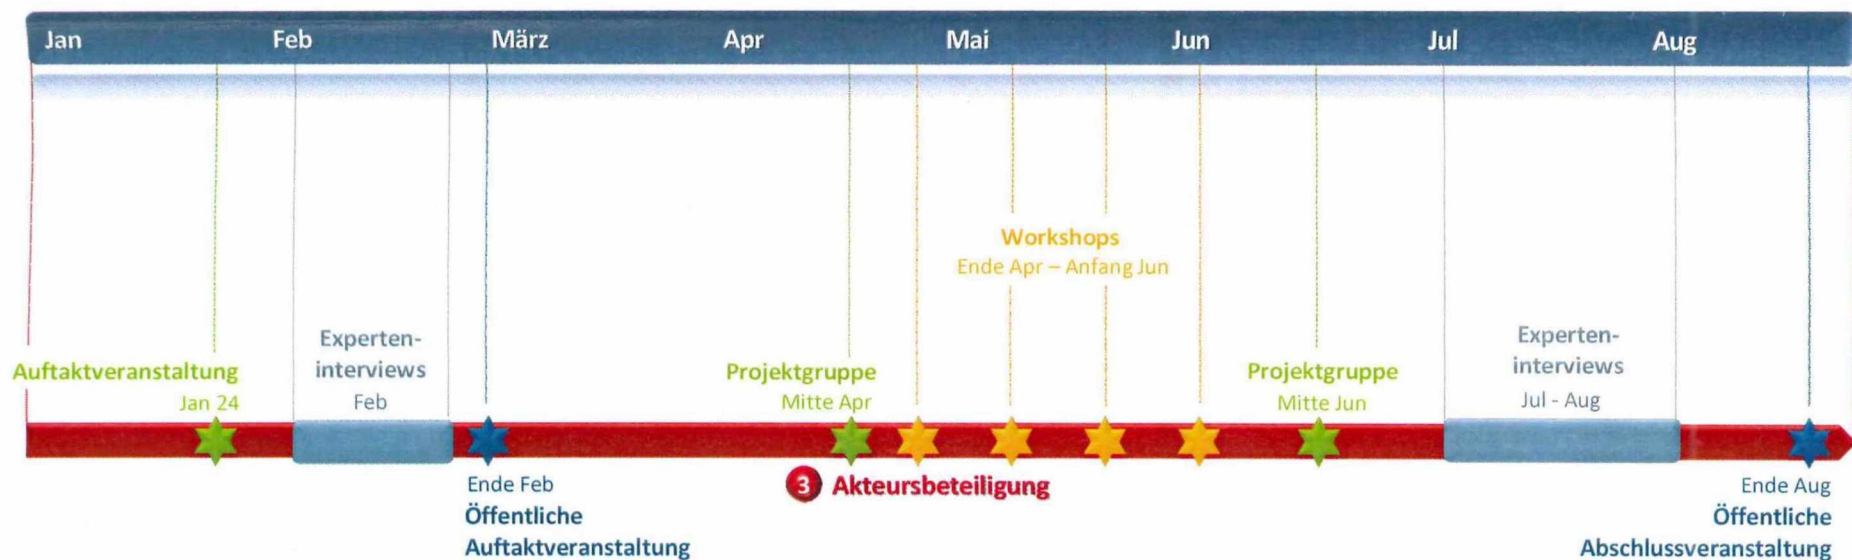 Jan Feb März Apr Mai Jun Jul Aug
Workshops
Ende Apr – Anfang Jun
Auftaktveranstaltung
Jan 24
Experten-
interviews
Feb
Projektgruppe
Mitte Apr
Projektgruppe
Mitte Jun
Experten-
interviews
Jul - Aug
Ende Feb
Öffentliche
Auftaktveranstaltung
3 Akteursbeteiligung
Ende Aug
Öffentliche
Abschlussveranstaltung